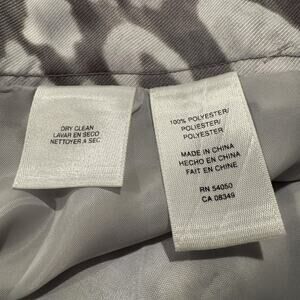 DRY CLEAN
LAVAR EN SECO
NETTOYER A SEC
100% POLYESTER/
POLIESTER/
POLYESTER
MADE IN CHINA
HECHO EN CHINA
FAIT EN CHINE
RN 54050
CA 08349